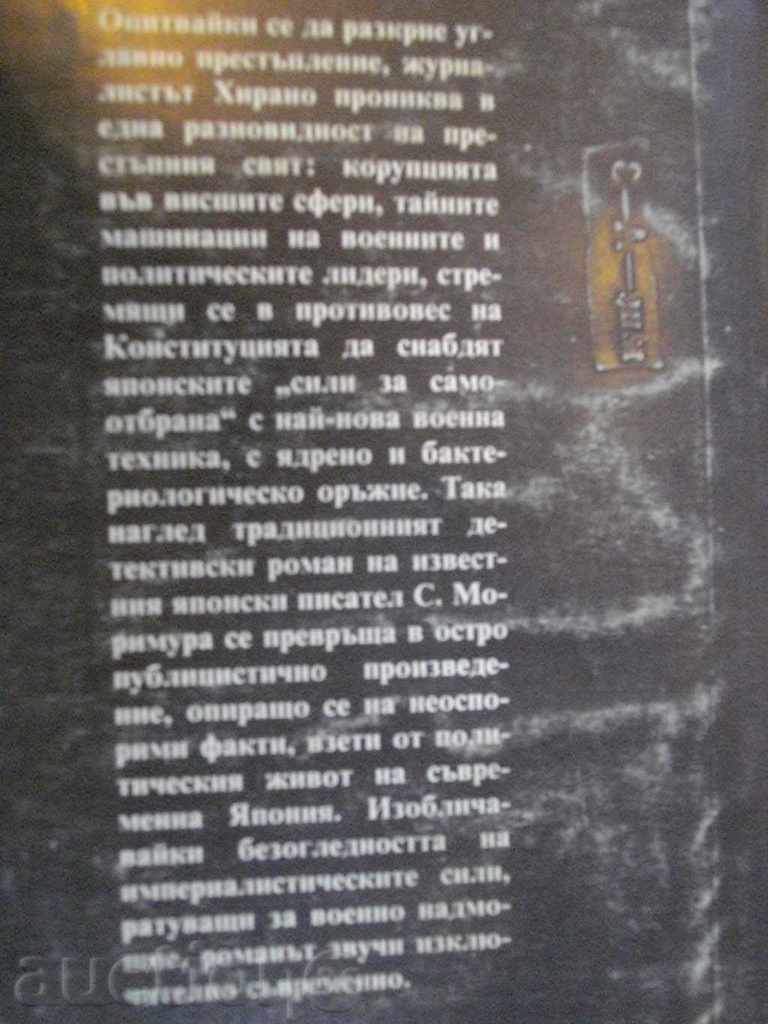 Опитвайки се да разкрие уг-
лавно престъпление, журна-
листът Хирано прониква в
една разновидност на пре-
стъпния свят: корупцията
във висшите сфери, тайните
машинации на военните и
политическите лидери, стре-
мящи се в противовес на
Конституцията да снабдят
японските „сили за само-
отбрана“ с най-нова военна
техника, с ядрено и бакте-
риологическо оръжие. Така
наглед традиционният де-
тективски роман на извест-
ния японски писател С. Мо-
римура се превръща в остро
публицистично произведе-
ние, опиращо се на неоспо-
рими факти, взети от поли-
тическия живот на съвре-
менна Япония. Изоблича-
вайки безогледността на
империалистическите сили,
ратуващи за военно надмо-
щие, романът звучи изклю-
чително съвременно.